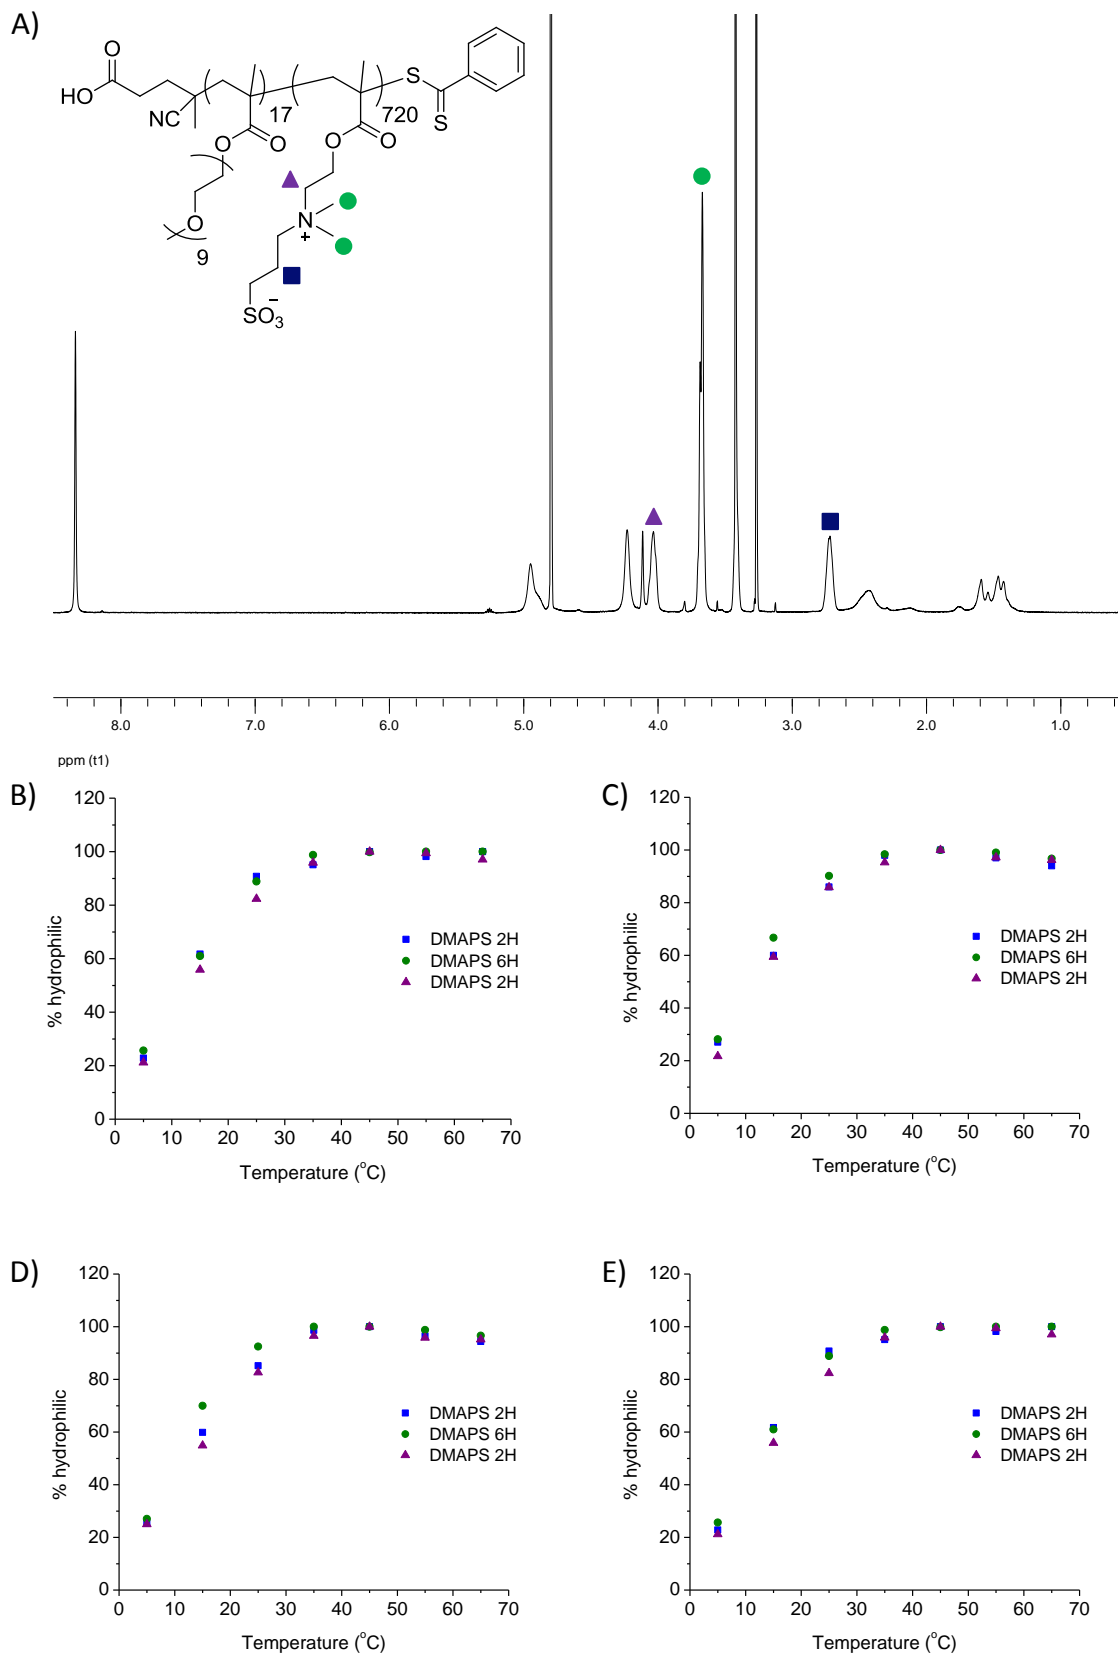 A)
O
HO
NC
17
720
S
S
O
O
O
O
O
9
N
+
−
SO3
8.0 7.0 6.0 5.0 4.0 3.0 2.0 1.0
ppm (t1)
B)
120
100
80
60
40
20
0
% hydrophilic
DMAPS 2H
DMAPS 6H
DMAPS 2H
0 10 20 30 40 50 60 70
Temperature (°C)
C)
120
100
80
60
40
20
0
% hydrophilic
DMAPS 2H
DMAPS 6H
DMAPS 2H
0 10 20 30 40 50 60 70
Temperature (°C)
D)
120
100
80
60
40
20
0
% hydrophilic
DMAPS 2H
DMAPS 6H
DMAPS 2H
0 10 20 30 40 50 60 70
Temperature (°C)
E)
120
100
80
60
40
20
0
% hydrophilic
DMAPS 2H
DMAPS 6H
DMAPS 2H
0 10 20 30 40 50 60 70
Temperature (°C)